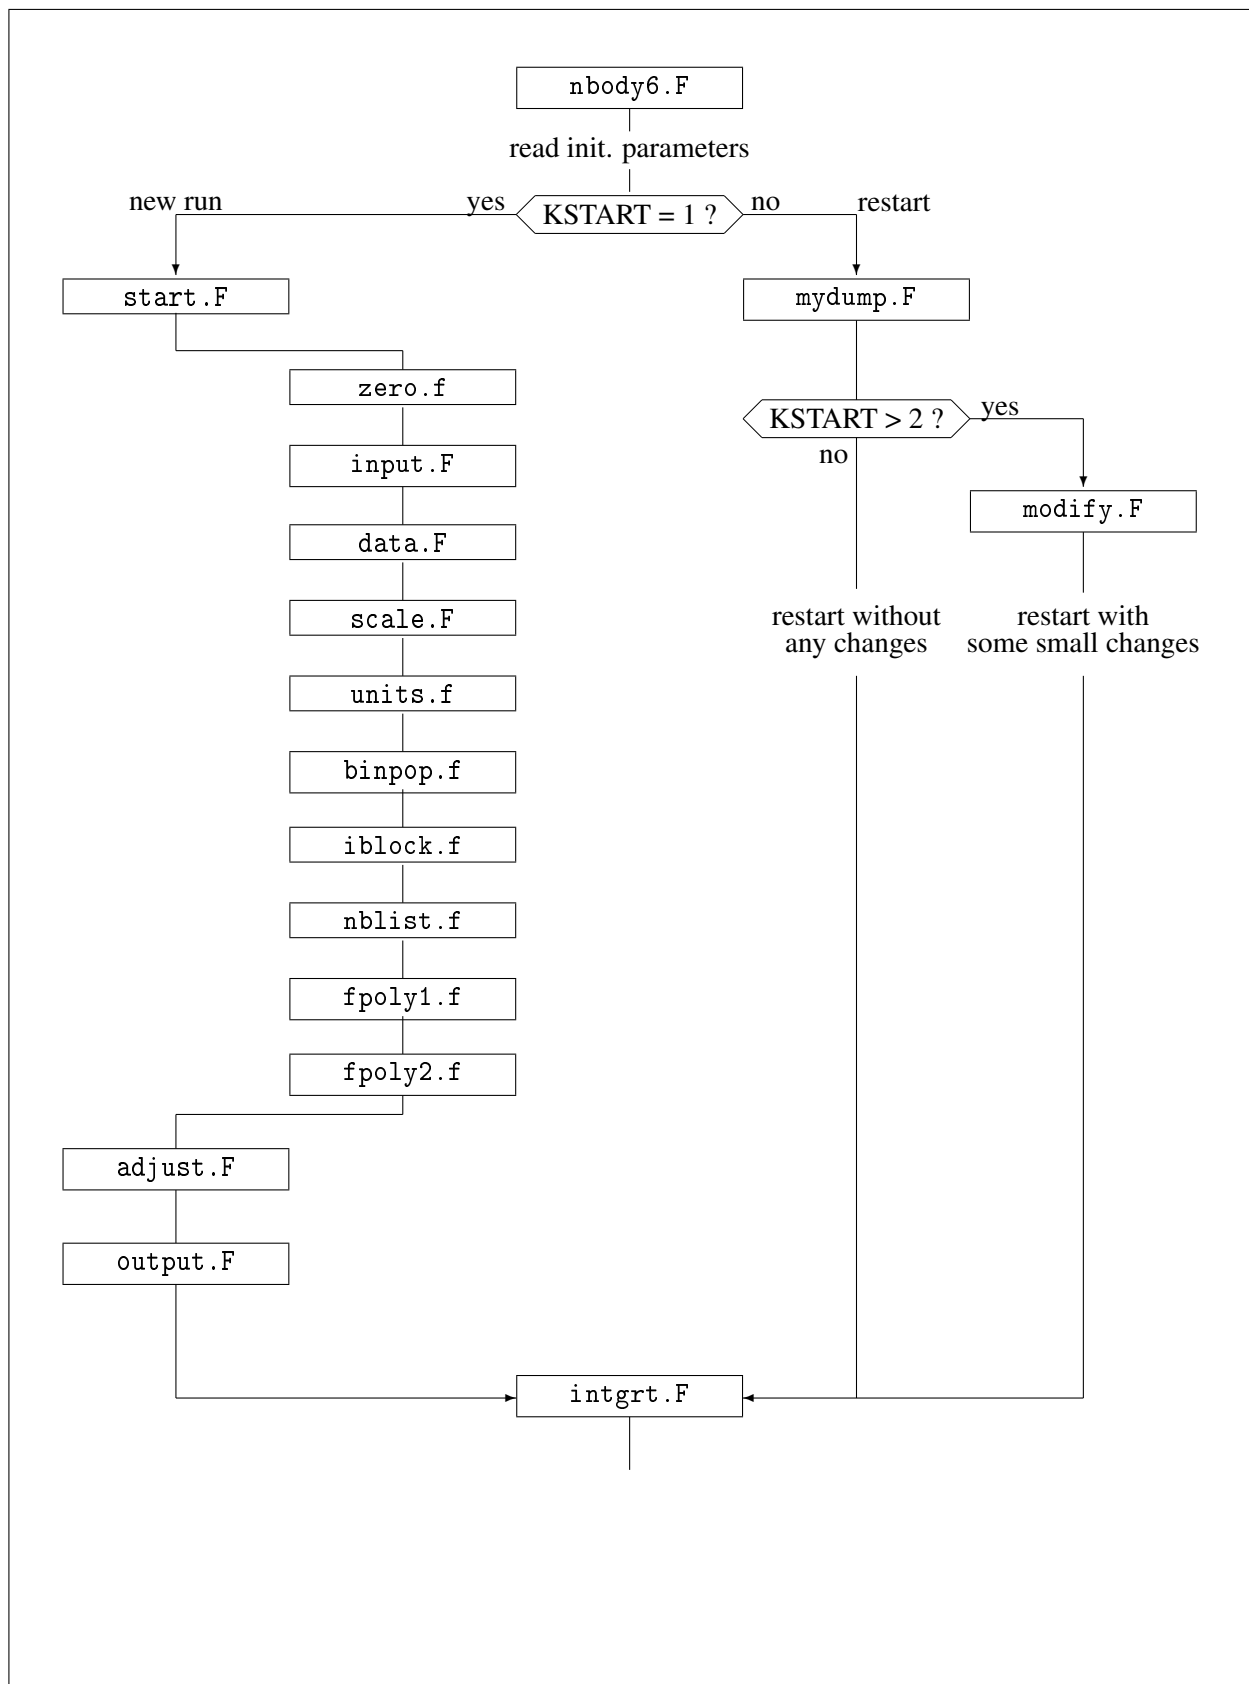 nbody6.F
read init. parameters
new run
yes
KSTART = 1 ?
no
restart
start.F
mydump.F
zero.f
KSTART > 2 ?
yes
no
input.F
modify.F
data.F
scale.F
restart without
any changes
restart with
some small changes
units.f
binpop.f
iblock.f
nblist.f
fpoly1.f
fpoly2.f
adjust.F
output.F
intgrt.F